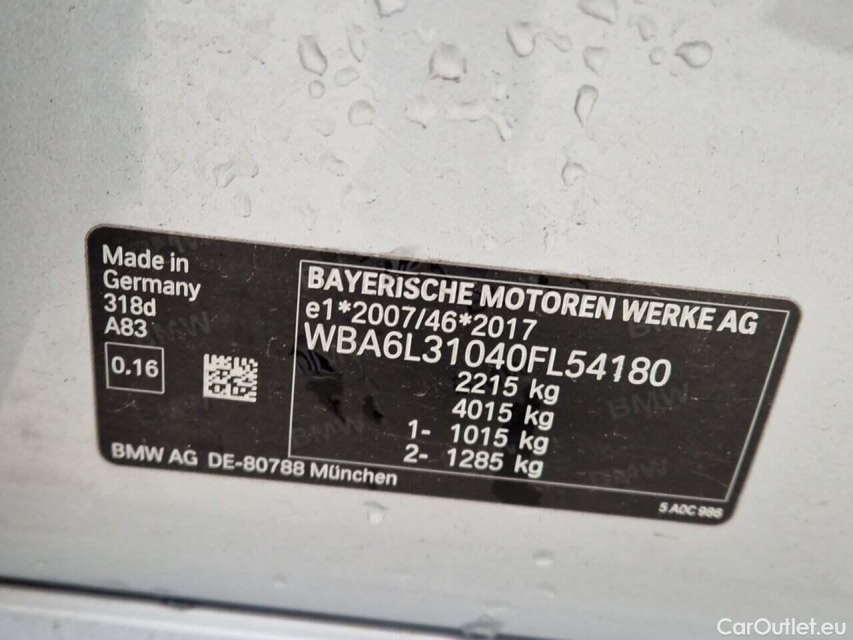 Made in
Germany
318d
A83
0.16
BAYERISCHE MOTOREN WERKE AG
e1*2007/46*2017
WBA6L31040FL54180
2215 kg
4015 kg
1- 1015 kg
2- 1285 kg
BMW AG DE-80788 München
5 A0C 986
CarOutlet.eu